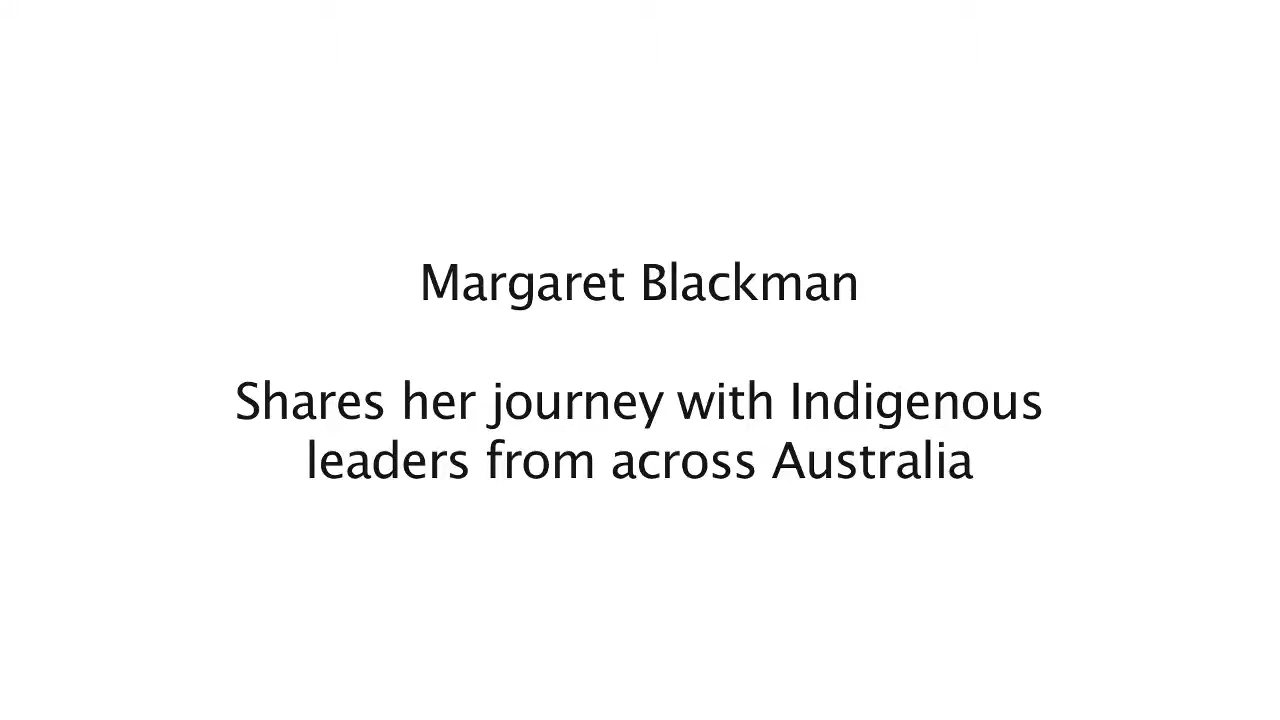 Margaret Blackman
Shares her journey with Indigenous
leaders from across Australia